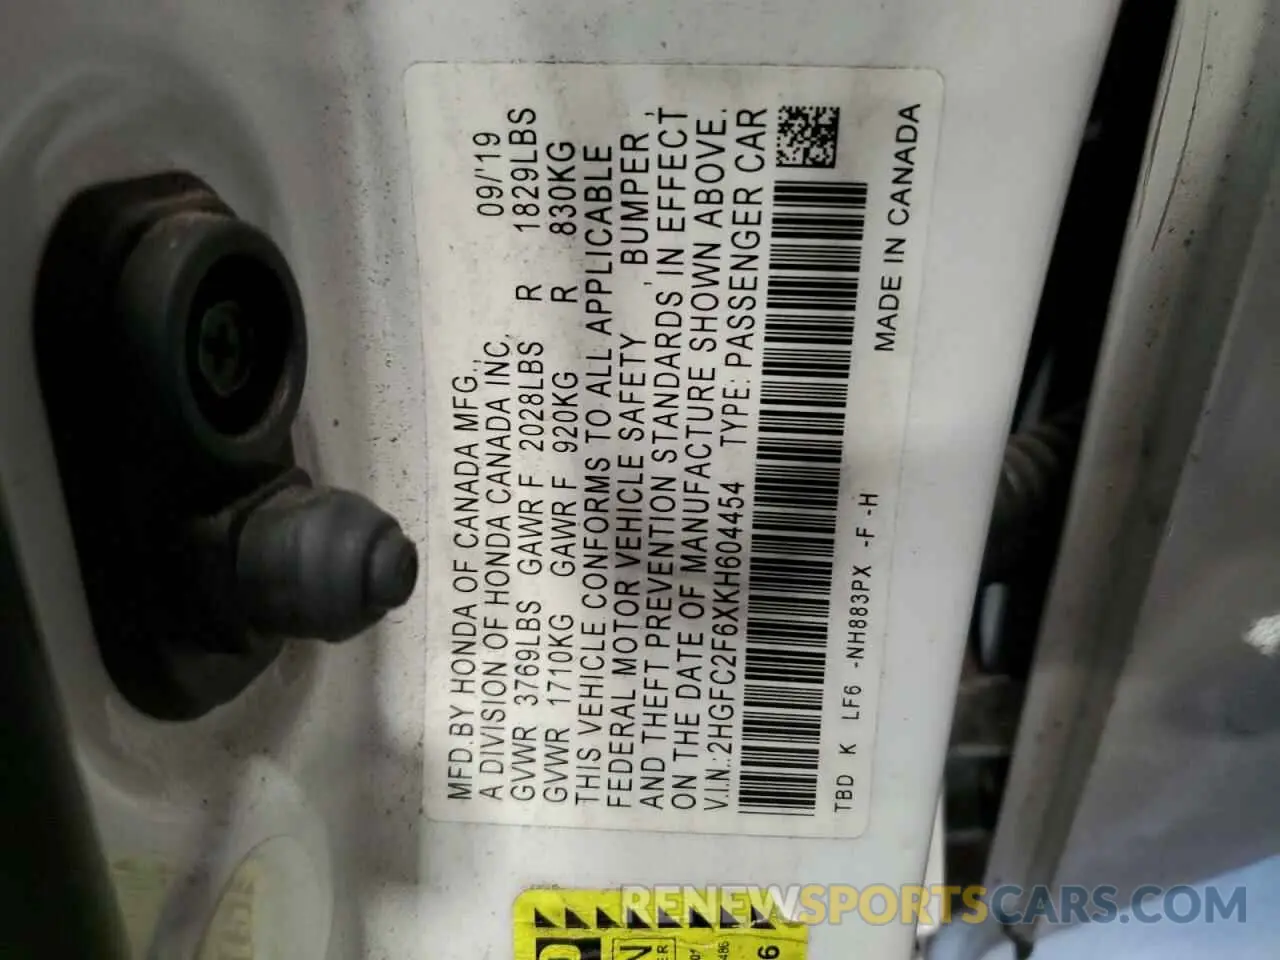 MFD.BY HONDA OF CANADA MFG., 09/'19
A DIVISION OF HONDA CANADA INC.
GVWR 3769LBS GAWR F 2028LBS R 1829LBS
GVWR 1710KG GAWR F 920KG R 830KG
THIS VEHICLE CONFORMS TO ALL APPLICABLE
FEDERAL MOTOR VEHICLE SAFETY , BUMPER ,
AND THEFT PREVENTION STANDARDS IN EFFECT
ON THE DATE OF MANUFACTURE SHOWN ABOVE.
V.I.N.:2HGFC2F6XKH604454 TYPE: PASSENGER CAR
TBD K LF6 -NH883PX -F -H
MADE IN CANADA
RENEWSPORTSCARS.COM
6
486